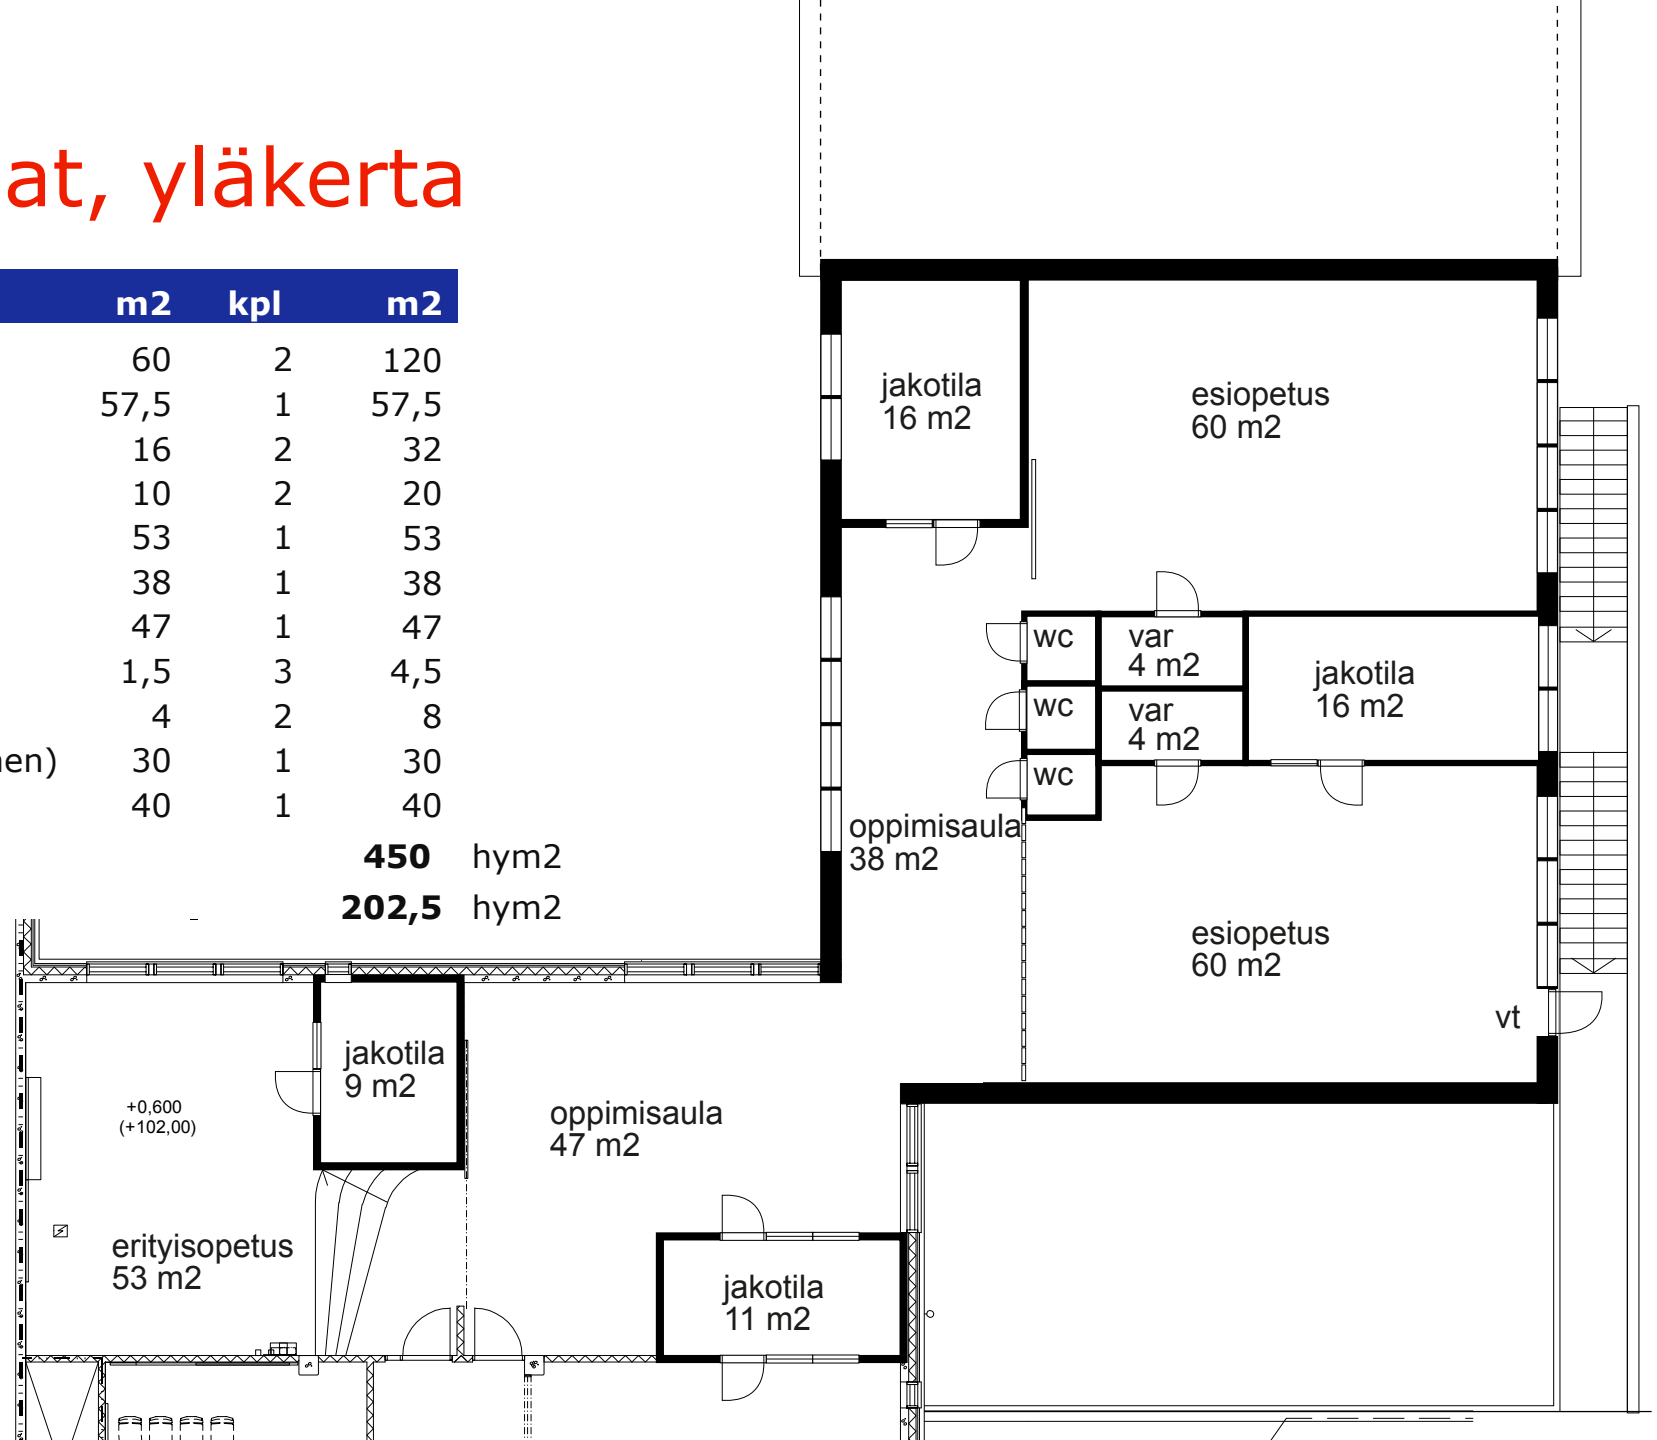 at, yläkerta
m2 kpl m2
60 2 120
57,5 1 57,5
16 2 32
10 2 20
53 1 53
38 1 38
47 1 47
1,5 3 4,5
4 2 8
en) 30 1 30
40 1 40
450 hym2
202,5 hym2
jakotila
16 m2
esiopetus
60 m2
wc
var
4 m2
jakotila
16 m2
wc
var
4 m2
wc
oppimisaula
38 m2
esiopetus
60 m2
vt
jakotila
9 m2
+0,600
(+102,00)
oppimisaula
47 m2
erityisopetus
53 m2
jakotila
11 m2